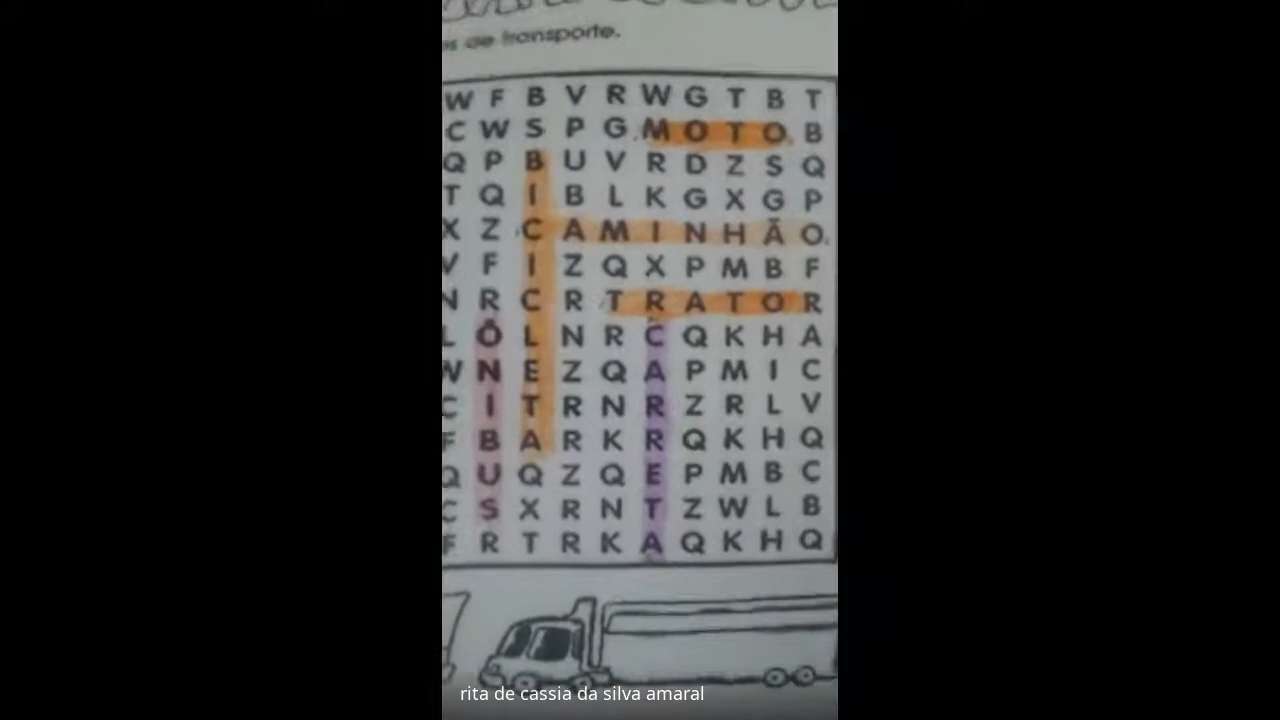 de transporte.
W F B V R W G T B T
C W S P G M O T O B
Q P B U V R D Z S Q
T Q I B L K G X G P
X Z C A M I N H Ã O
V F I Z Q X P M B F
N R C R T R A T O R
L Ô L N R C Q K H A
W N E Z Q A P M I C
C I T R N R Z R L V
F B A R K R Q K H Q
Q U Q Z Q E P M B C
C S X R N T Z W L B
F R T R K A Q K H Q
rita de cassia da silva amaral